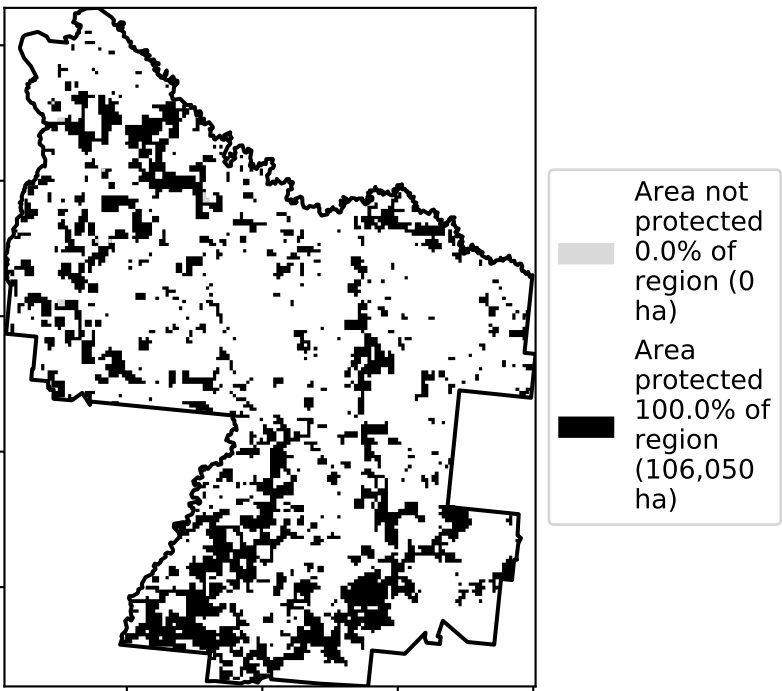 Area not
protected
0.0% of
region (0
ha)
Area
protected
100.0% of
region
(106,050
ha)